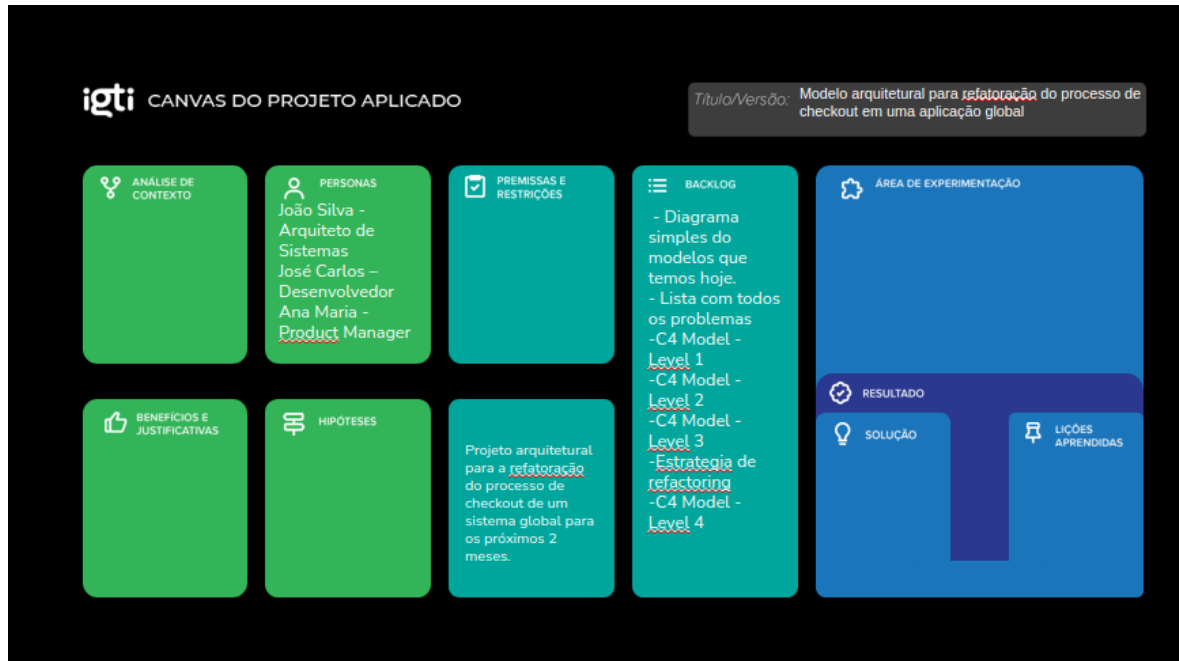 igti CANVAS DO PROJETO APLICADO
Título/Versão:
Modelo arquitetural para refatoração do processo de
checkout em uma aplicação global
ANÁLISE DE
CONTEXTO
PERSONAS
João Silva -
Arquiteto de
Sistemas
José Carlos –
Desenvolvedor
Ana Maria -
Product Manager
PREMISSAS E
RESTRIÇÕES
BACKLOG
- Diagrama
simples do
modelos que
temos hoje.
- Lista com todos
os problemas
-C4 Model -
Level 1
-C4 Model -
Level 2
-C4 Model -
Level 3
-Estrategia de
refactoring
-C4 Model -
Level 4
ÁREA DE EXPERIMENTAÇÃO
BENEFÍCIOS E
JUSTIFICATIVAS
HIPÓTESES
Projeto arquitetural
para a refatoração
do processo de
checkout de um
sistema global para
os próximos 2
meses.
RESULTADO
SOLUÇÃO
LIÇÕES
APRENDIDAS